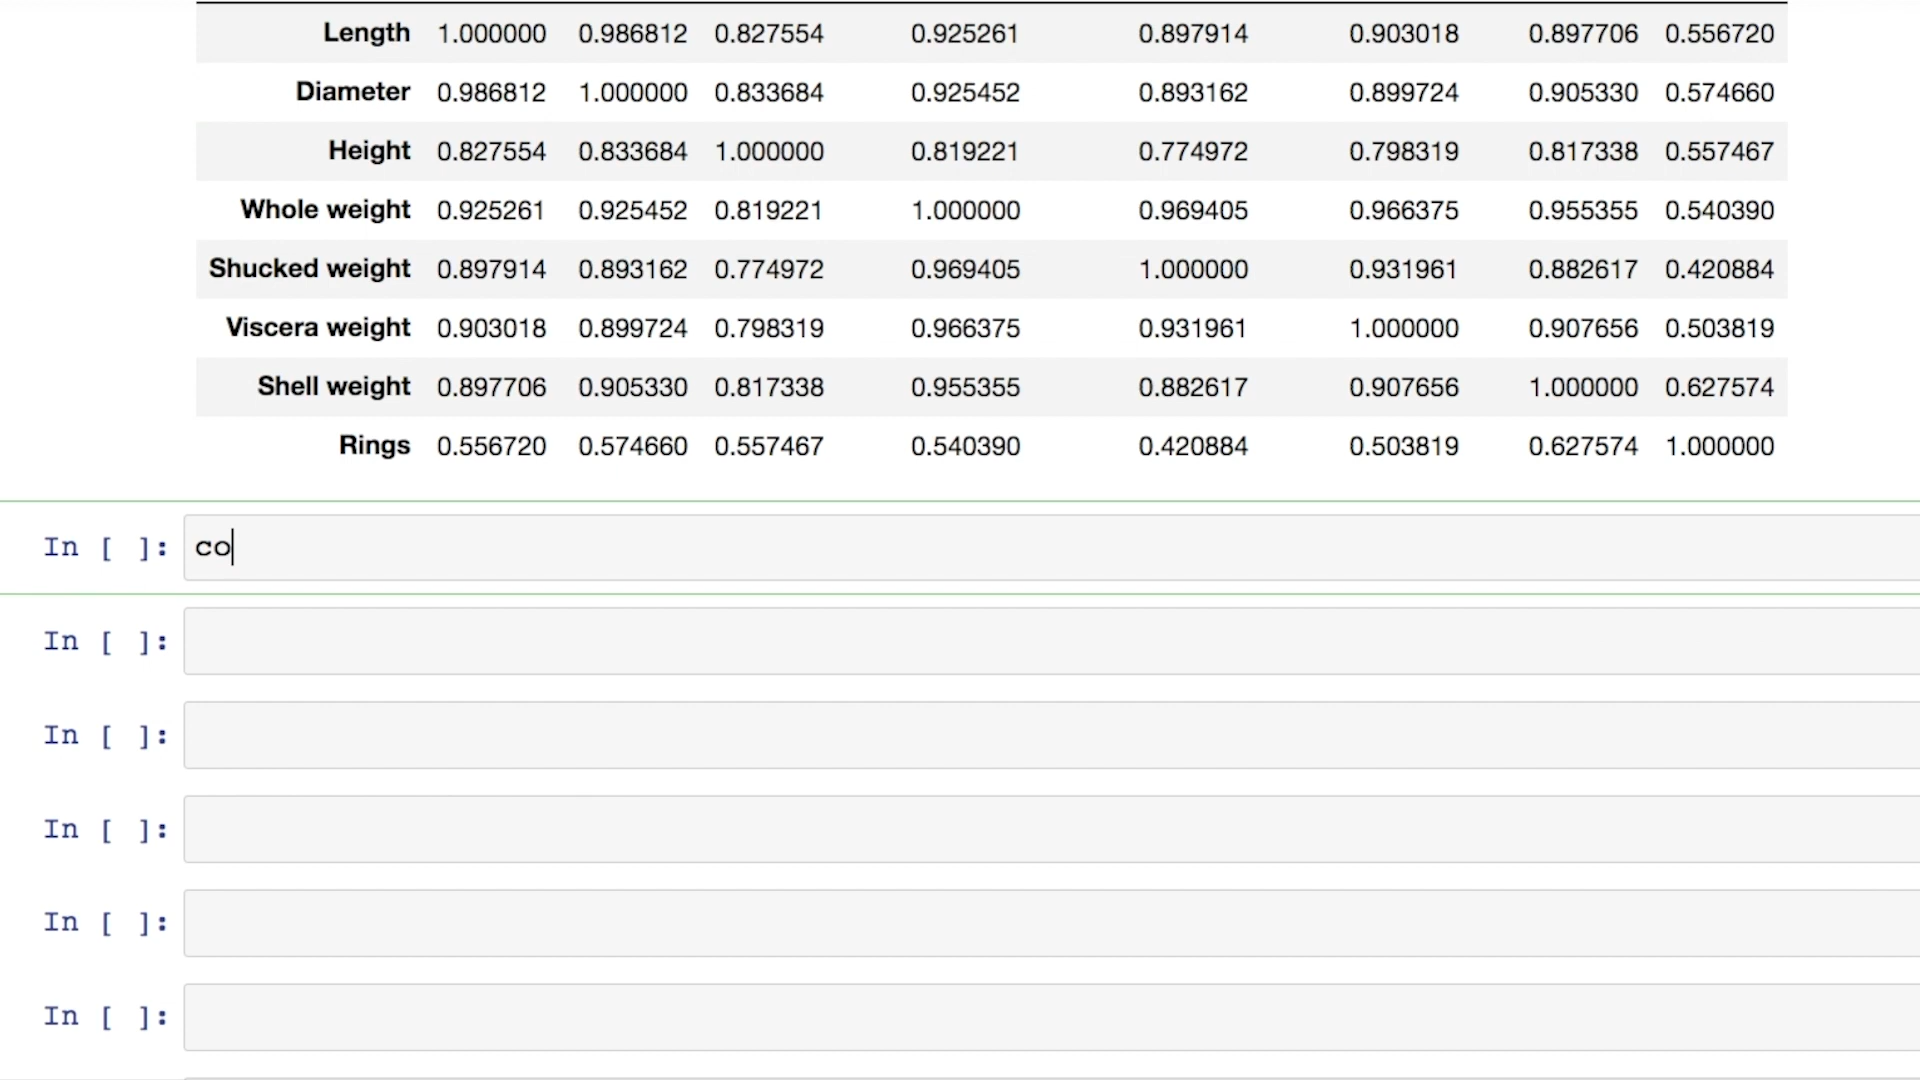 Length 1.000000 0.986812 0.827554 0.925261 0.897914 0.903018 0.897706 0.556720
Diameter 0.986812 1.000000 0.833684 0.925452 0.893162 0.899724 0.905330 0.574660
Height 0.827554 0.833684 1.000000 0.819221 0.774972 0.798319 0.817338 0.557467
Whole weight 0.925261 0.925452 0.819221 1.000000 0.969405 0.966375 0.955355 0.540390
Shucked weight 0.897914 0.893162 0.774972 0.969405 1.000000 0.931961 0.882617 0.420884
Viscera weight 0.903018 0.899724 0.798319 0.966375 0.931961 1.000000 0.907656 0.503819
Shell weight 0.897706 0.905330 0.817338 0.955355 0.882617 0.907656 1.000000 0.627574
Rings 0.556720 0.574660 0.557467 0.540390 0.420884 0.503819 0.627574 1.000000
In [ ]: co
In [ ]:
In [ ]:
In [ ]:
In [ ]:
In [ ]: